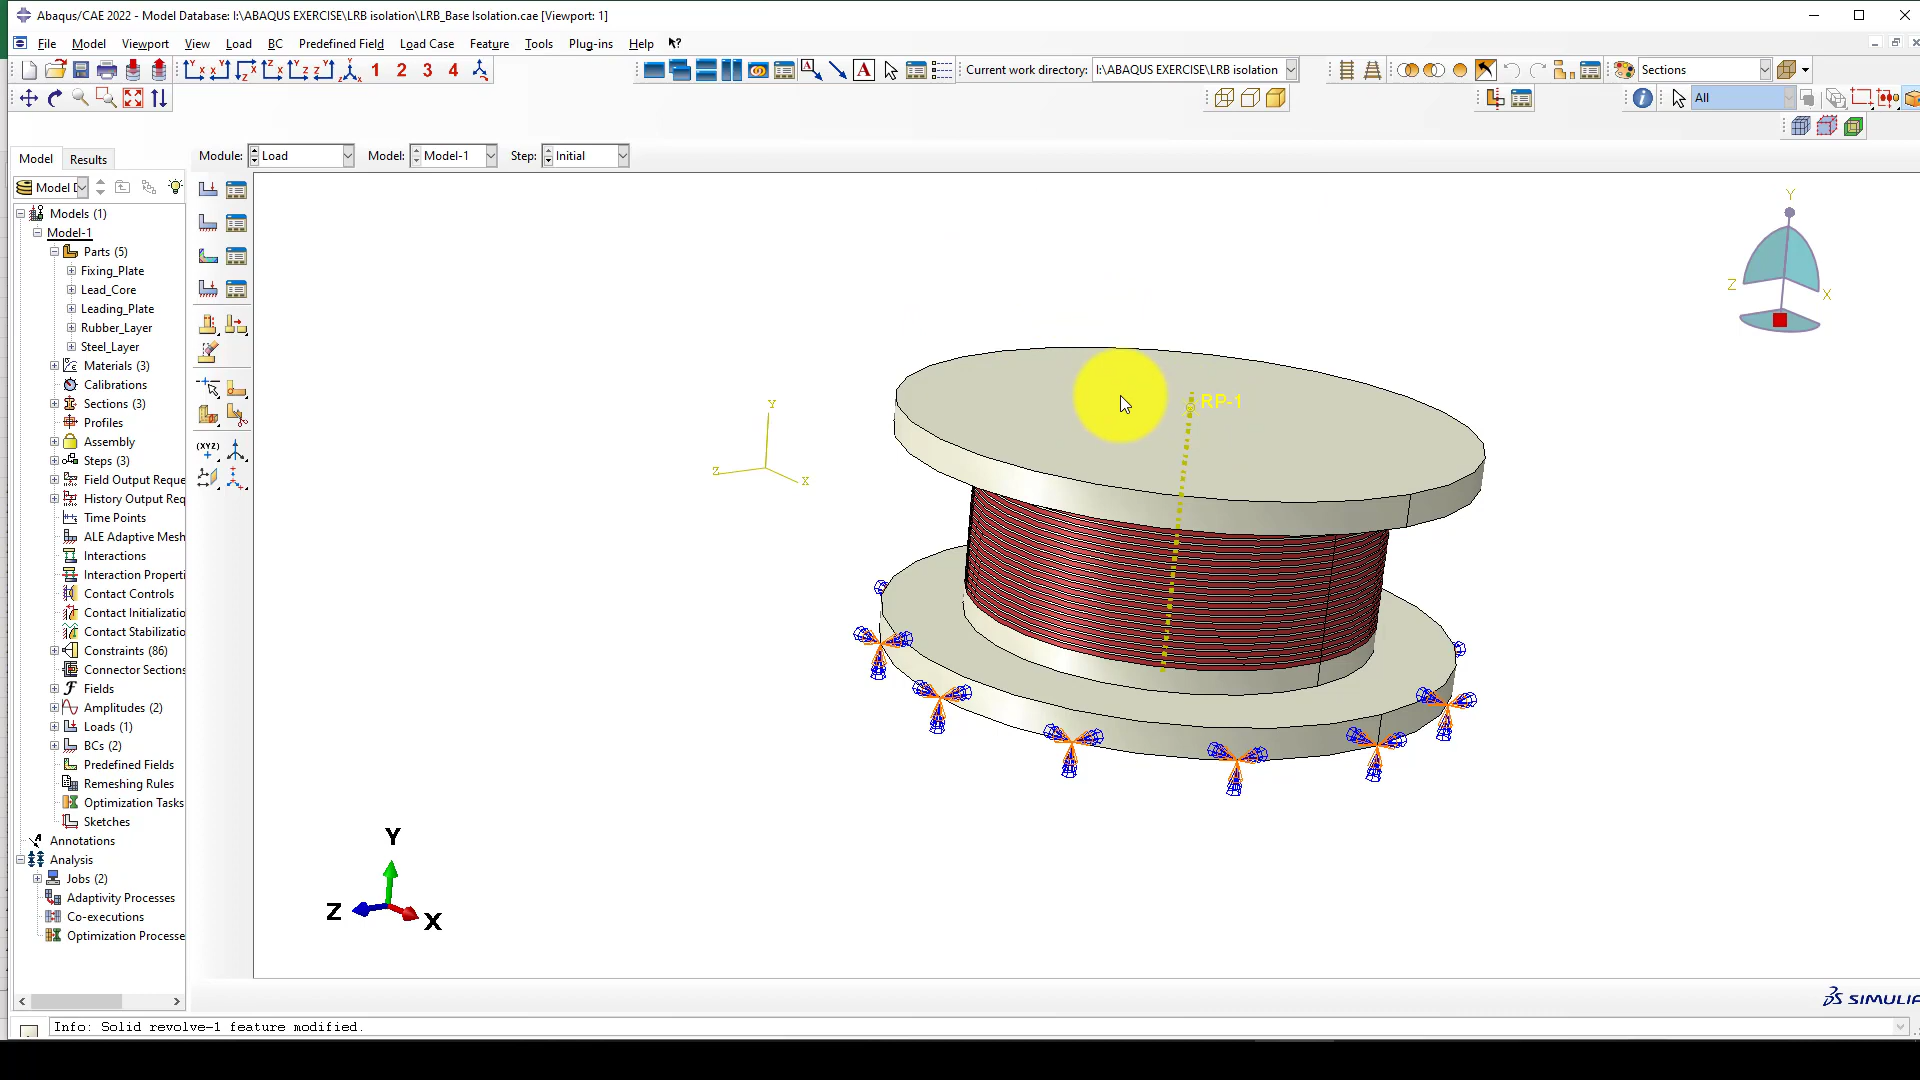 Abaqus/CAE 2022 - Model Database: I:\ABAQUS EXERCISE\LRB isolation\LRB_Base Isolation.cae [Viewport: 1]
File Model Viewport View Load BC Predefined Field Load Case Feature Tools Plug-ins Help
1 2 3 4 Current work directory: I:\ABAQUS EXERCISE\LRB isolation Sections
All
Model Results Module: Load Model: Model-1 Step: Initial
Models (1)
Model-1
Parts (5)
Fixing_Plate
Lead_Core
Leading_Plate
Rubber_Layer
Steel_Layer
Materials (3)
Calibrations
Sections (3)
Profiles
Assembly
Steps (3)
Field Output Reque
History Output Req
Time Points
ALE Adaptive Mesh
Interactions
Interaction Properti
Contact Controls
Contact Initializatio
Contact Stabilizatio
Constraints (86)
Connector Sections
Fields
Amplitudes (2)
Loads (1)
BCs (2)
Predefined Fields
Remeshing Rules
Optimization Tasks
Sketches
Annotations
Analysis
Jobs (2)
Adaptivity Processes
Co-executions
Optimization Processe
(XYZ)
Y
Z
X
RP-1
Y
Z
X
Y
Z
X
Info: Solid revolve-1 feature modified.